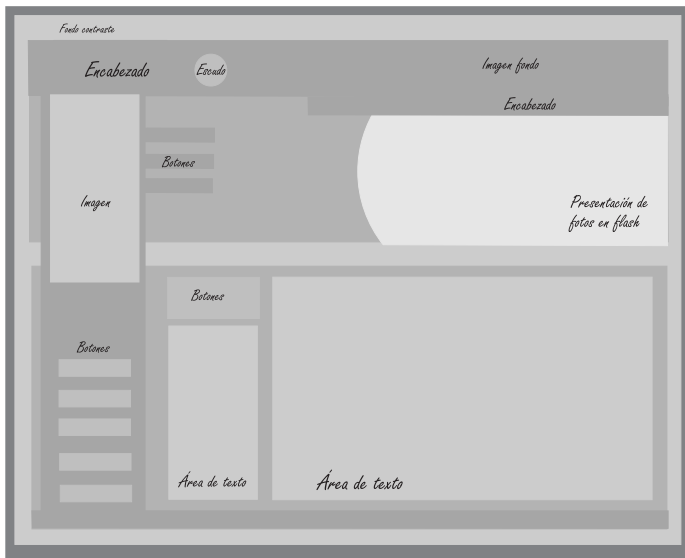 Fondo contraste
Encabezado
Escudo
Imagen fondo
Encabezado
Botones
Imagen
Presentación de
fotos en flash
Botones
Botones
Área de texto
Área de texto